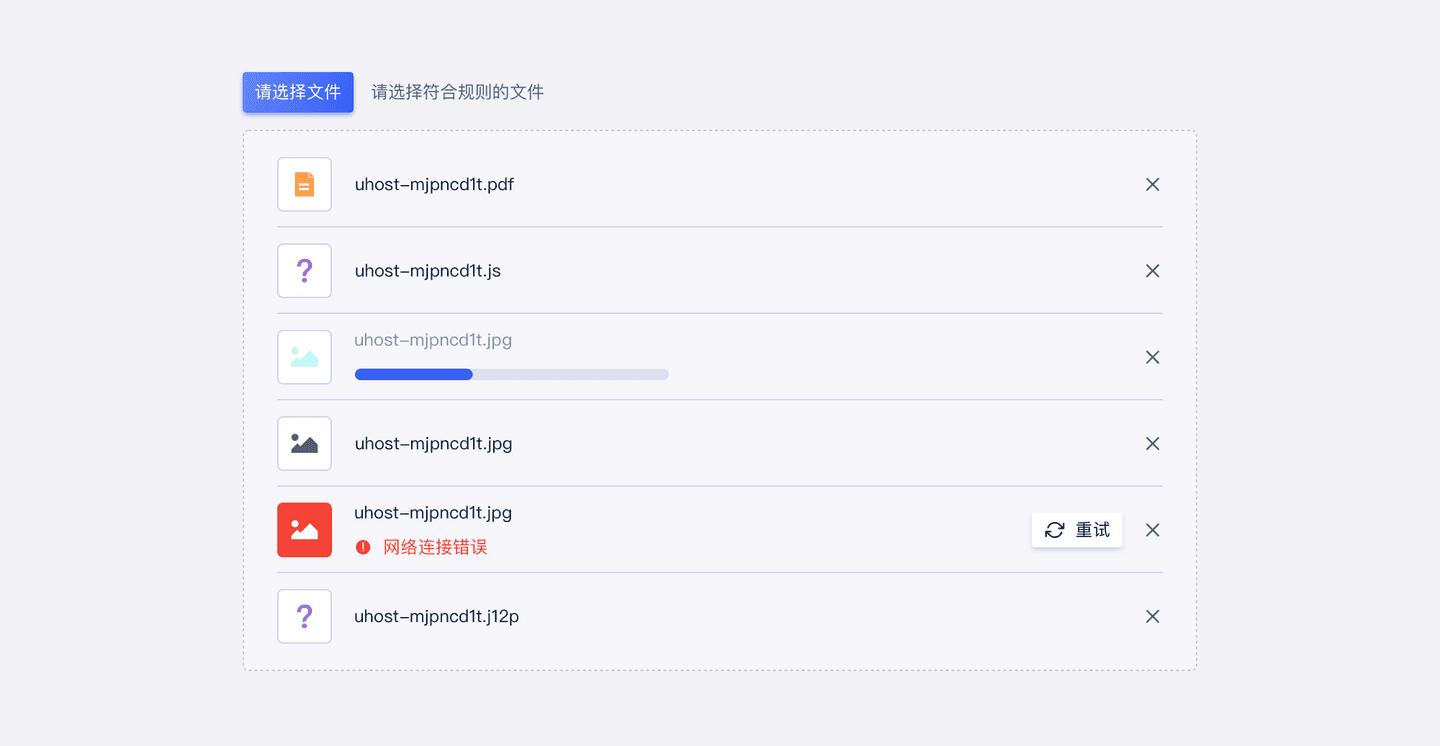 请选择文件 请选择符合规则的文件
uhost-mjpncd1t.pdf
uhost-mjpncd1t.js
uhost-mjpncd1t.jpg
uhost-mjpncd1t.jpg
uhost-mjpncd1t.jpg
网络连接错误
重试
uhost-mjpncd1t.j12p